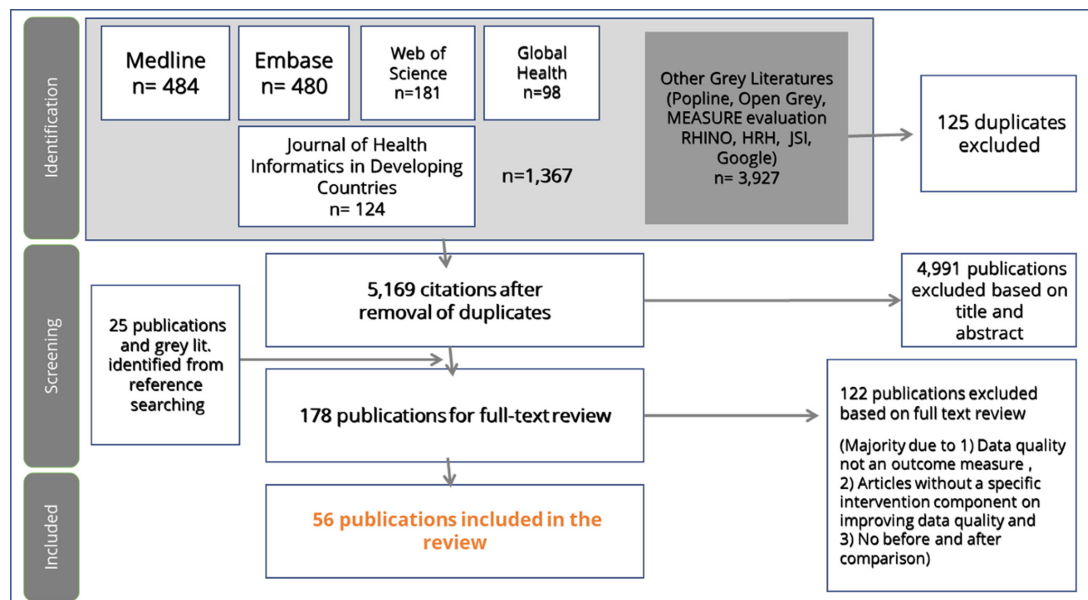 Identification
Medline
n= 484
Embase
n= 480
Web of
Science
n=181
Global
Health
n=98
Journal of Health
Informatics in Developing
Countries
n= 124
n=1,367
Other Grey Literatures
(Popline, Open Grey,
MEASURE evaluation
RHINO, HRH, JSI,
Google)
n= 3,927
125 duplicates
excluded
Screening
5,169 citations after
removal of duplicates
4,991 publications
excluded based on
title and
abstract
25 publications
and grey lit.
identified from
reference
searching
178 publications for full-text review
122 publications excluded
based on full text review
(Majority due to 1) Data quality
not an outcome measure ,
2) Articles without a specific
intervention component on
improving data quality and
3) No before and after
comparison)
Included
56 publications included in the
review